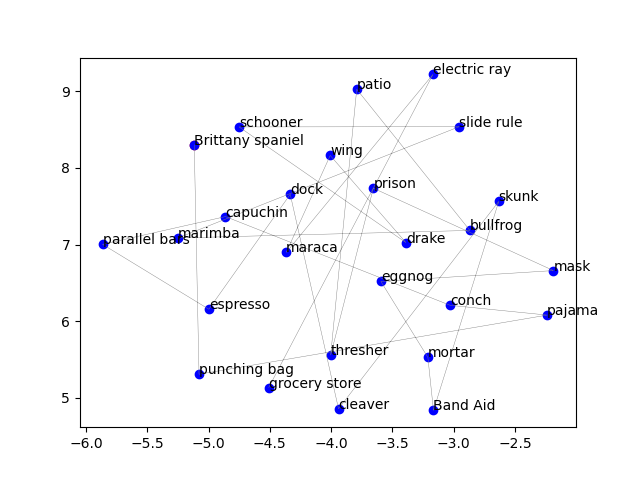 electric ray
patio
9
schooner
slide rule
Brittany spaniel
wing
8
dock
prison
skunk
capuchin
bullfrog
parallel bars
marimba
drake
7
maraca
mask
eggnog
espresso
conch
pajama
6
thresher
mortar
punching bag
grocery store
5
cleaver
Band Aid
−6.0 −5.5 −5.0 −4.5 −4.0 −3.5 −3.0 −2.5